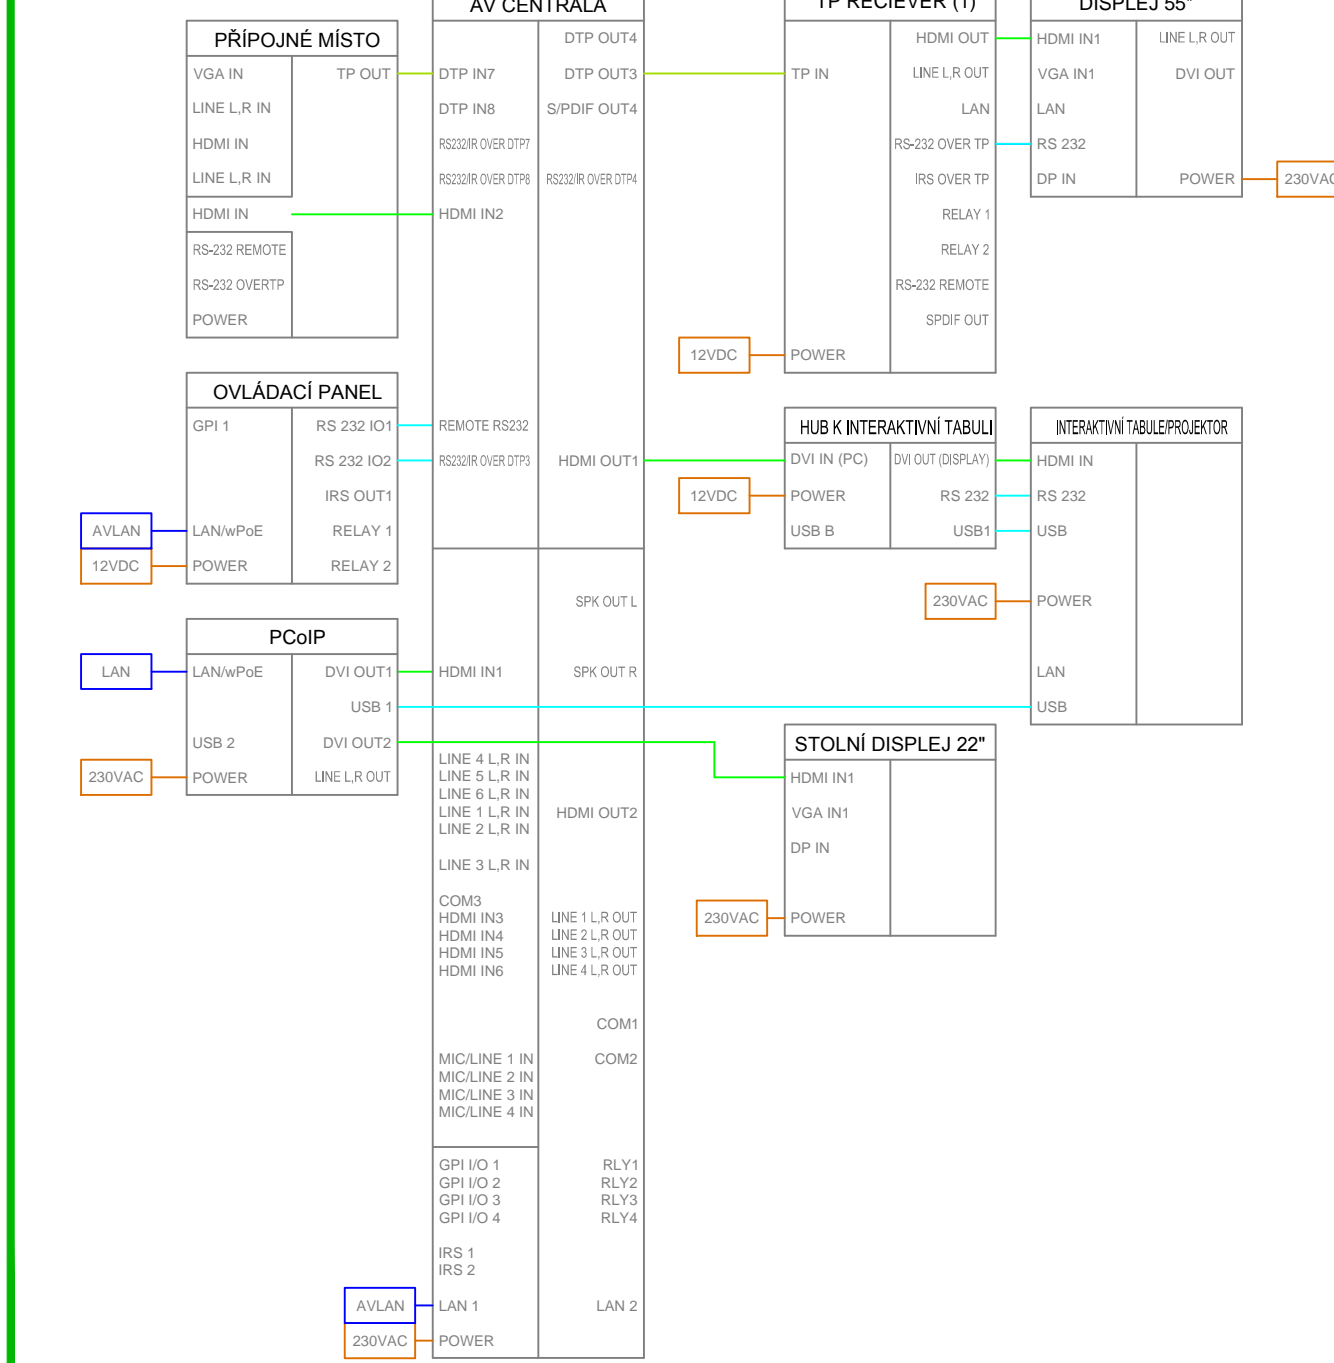 AV CENTRÁLA
TP RECIEVER (1)
DISPLEJ 55"
PŘÍPOJNÉ MÍSTO
VGA IN
TP OUT
LINE L,R IN
HDMI IN
LINE L,R IN
HDMI IN
RS-232 REMOTE
RS-232 OVERTP
POWER
DTP OUT4
DTP IN7
DTP OUT3
DTP IN8
S/PDIF OUT4
RS232/IR OVER DTP7
RS232/IR OVER DTP8
RS232/IR OVER DTP4
HDMI IN2
REMOTE RS232
RS232/IR OVER DTP3
HDMI OUT1
SPK OUT L
HDMI IN1
SPK OUT R
LINE 4 L,R IN
LINE 5 L,R IN
LINE 6 L,R IN
LINE 1 L,R IN
HDMI OUT2
LINE 2 L,R IN
LINE 3 L,R IN
COM3
HDMI IN3
LINE 1 L,R OUT
HDMI IN4
LINE 2 L,R OUT
HDMI IN5
LINE 3 L,R OUT
HDMI IN6
LINE 4 L,R OUT
COM1
MIC/LINE 1 IN
COM2
MIC/LINE 2 IN
MIC/LINE 3 IN
MIC/LINE 4 IN
GPI I/O 1
RLY1
GPI I/O 2
RLY2
GPI I/O 3
RLY3
GPI I/O 4
RLY4
IRS 1
IRS 2
AVLAN
LAN 1
LAN 2
230VAC
POWER
HDMI OUT
LINE L,R OUT
TP IN
LAN
RS-232 OVER TP
IRS OVER TP
RELAY 1
RELAY 2
RS-232 REMOTE
SPDIF OUT
12VDC
POWER
HDMI IN1
LINE L,R OUT
VGA IN1
DVI OUT
LAN
RS 232
DP IN
POWER
230VAC
OVLÁDACÍ PANEL
GPI 1
RS 232 IO1
RS 232 IO2
IRS OUT1
AVLAN
LAN/wPoE
RELAY 1
12VDC
POWER
RELAY 2
HUB K INTERAKTIVNÍ TABULI
DVI IN (PC)
DVI OUT (DISPLAY)
12VDC
POWER
RS 232
USB B
USB1
INTERAKTIVNÍ TABULE/PROJEKTOR
HDMI IN
RS 232
USB
230VAC
POWER
LAN
USB
PCoIP
LAN
LAN/wPoE
DVI OUT1
USB 1
USB 2
DVI OUT2
230VAC
POWER
LINE L,R OUT
STOLNÍ DISPLEJ 22"
HDMI IN1
VGA IN1
DP IN
230VAC
POWER